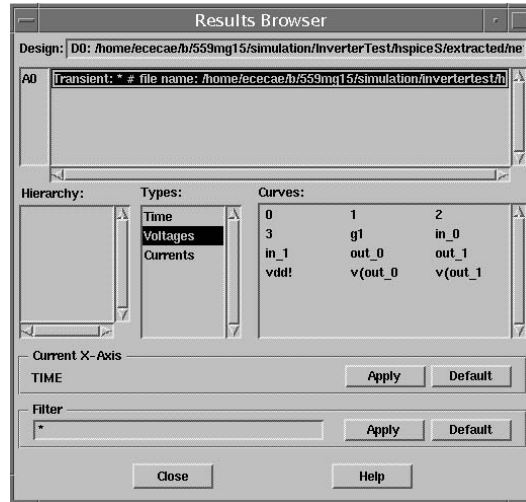 Results Browser
Design: D0: /home/ececae/b/559mg15/simulation/InverterTest/hspiceS/extracted/ne
A0 Transient: * # file name: /home/ececae/b/559mg15/simulation/invertertest/h
Hierarchy: Types: Curves:
Time 0 1 2
Voltages 3 g1 in_0
Currents in_1 out_0 out_1
vdd! v(out_0 v(out_1
Current X-Axis
TIME Apply Default
Filter
* Apply Default
Close Help